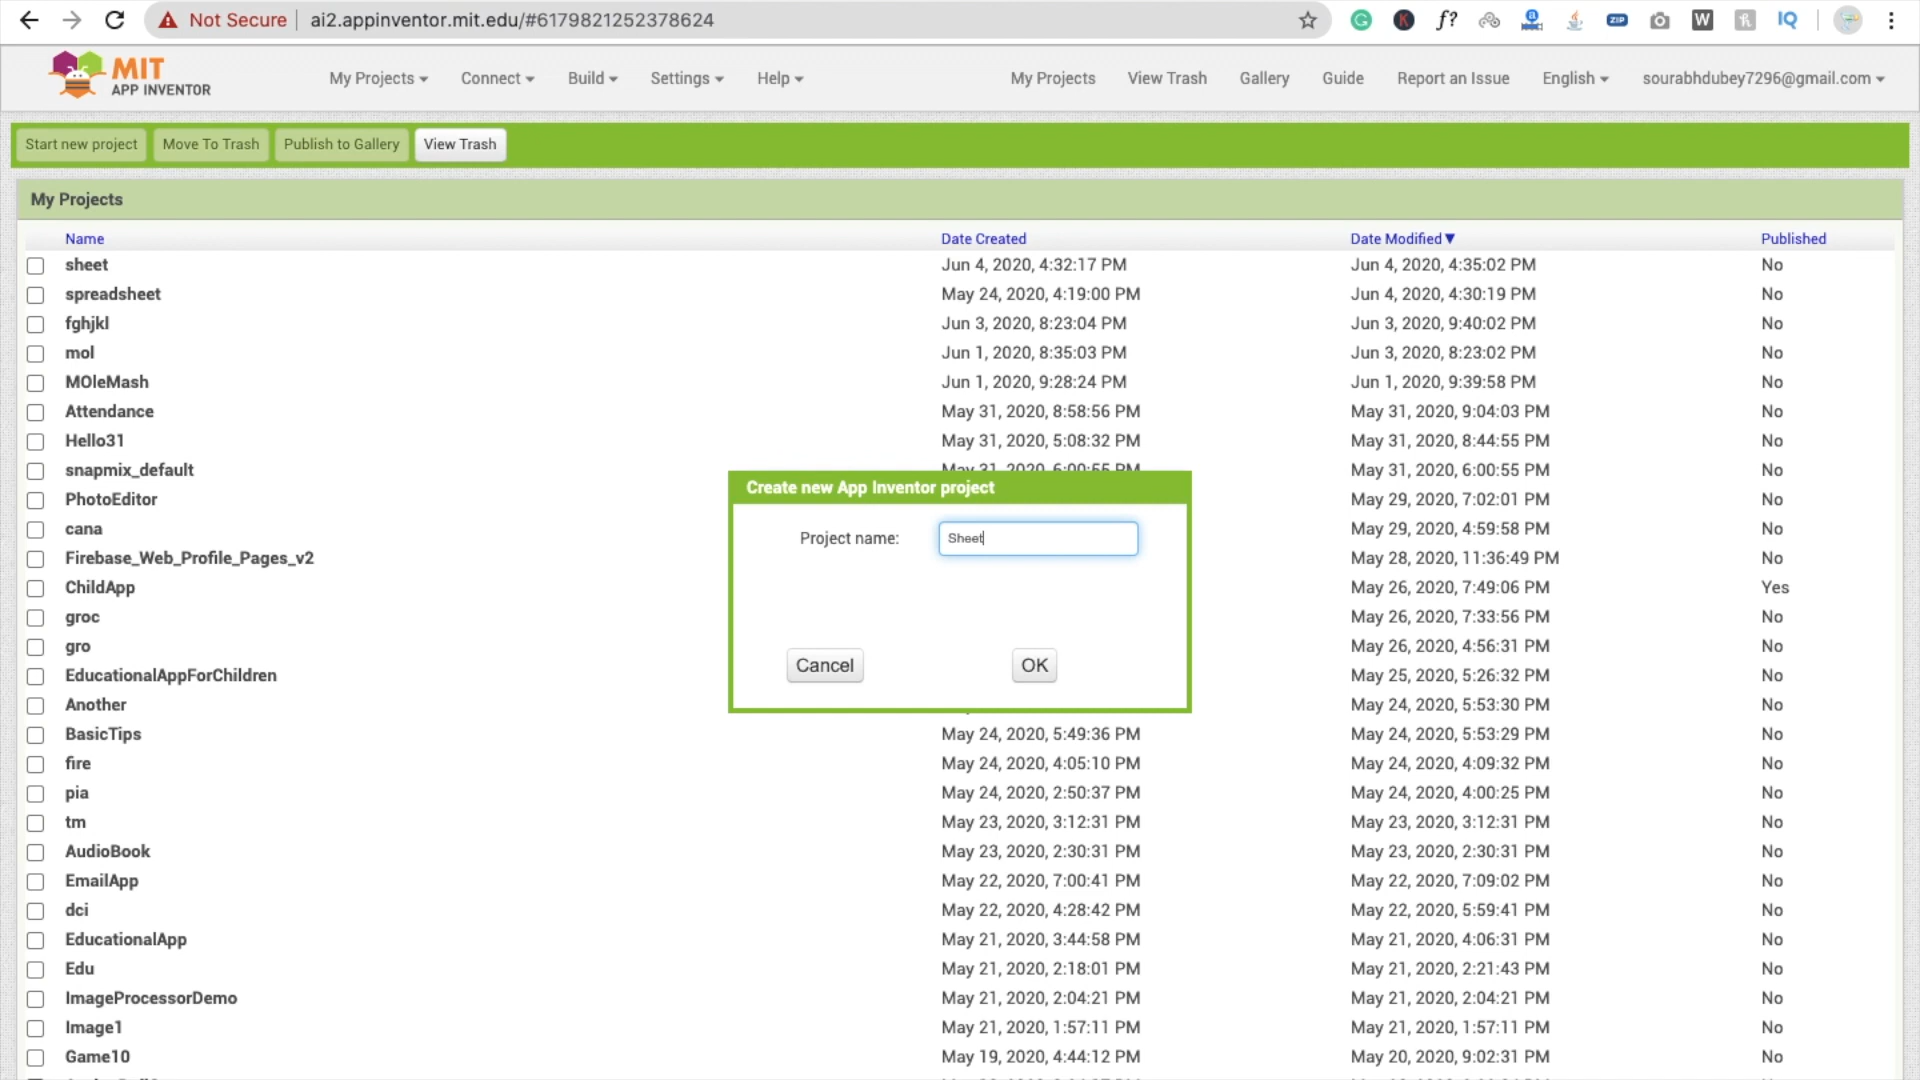 Not Secure ai2.appinventor.mit.edu/#6179821252378624
f? ZIP W IQ
MIT
APP INVENTOR
My Projects Connect Build Settings Help My Projects View Trash Gallery Guide Report an Issue English sourabhdubey7296@gmail.com
Start new project Move To Trash Publish to Gallery View Trash
My Projects
Name Date Created Date Modified Published
sheet Jun 4, 2020, 4:32:17 PM Jun 4, 2020, 4:35:02 PM No
spreadsheet May 24, 2020, 4:19:00 PM Jun 4, 2020, 4:30:19 PM No
fghjkl Jun 3, 2020, 8:23:04 PM Jun 3, 2020, 9:40:02 PM No
mol Jun 1, 2020, 8:35:03 PM Jun 3, 2020, 8:23:02 PM No
MOleMash Jun 1, 2020, 9:28:24 PM Jun 1, 2020, 9:39:58 PM No
Attendance May 31, 2020, 8:58:56 PM May 31, 2020, 9:04:03 PM No
Hello31 May 31, 2020, 5:08:32 PM May 31, 2020, 8:44:55 PM No
snapmix_default May 31, 2020, 6:00:55 PM May 31, 2020, 6:00:55 PM No
Create new App Inventor project
PhotoEditor May 29, 2020, 7:02:01 PM No
cana May 29, 2020, 4:59:58 PM No
Project name: Sheet
Firebase_Web_Profile_Pages_v2 May 28, 2020, 11:36:49 PM No
ChildApp May 26, 2020, 7:49:06 PM Yes
groc May 26, 2020, 7:33:56 PM No
gro May 26, 2020, 4:56:31 PM No
Cancel OK
EducationalAppForChildren May 25, 2020, 5:26:32 PM No
Another May 24, 2020, 5:53:30 PM No
BasicTips May 24, 2020, 5:49:36 PM May 24, 2020, 5:53:29 PM No
fire May 24, 2020, 4:05:10 PM May 24, 2020, 4:09:32 PM No
pia May 24, 2020, 2:50:37 PM May 24, 2020, 4:00:25 PM No
tm May 23, 2020, 3:12:31 PM May 23, 2020, 3:12:31 PM No
AudioBook May 23, 2020, 2:30:31 PM May 23, 2020, 2:30:31 PM No
EmailApp May 22, 2020, 7:00:41 PM May 22, 2020, 7:09:02 PM No
dci May 22, 2020, 4:28:42 PM May 22, 2020, 5:59:41 PM No
EducationalApp May 21, 2020, 3:44:58 PM May 21, 2020, 4:06:31 PM No
Edu May 21, 2020, 2:18:01 PM May 21, 2020, 2:21:43 PM No
ImageProcessorDemo May 21, 2020, 2:04:21 PM May 21, 2020, 2:04:21 PM No
Image1 May 21, 2020, 1:57:11 PM May 21, 2020, 1:57:11 PM No
Game10 May 19, 2020, 4:44:12 PM May 20, 2020, 9:02:31 PM No